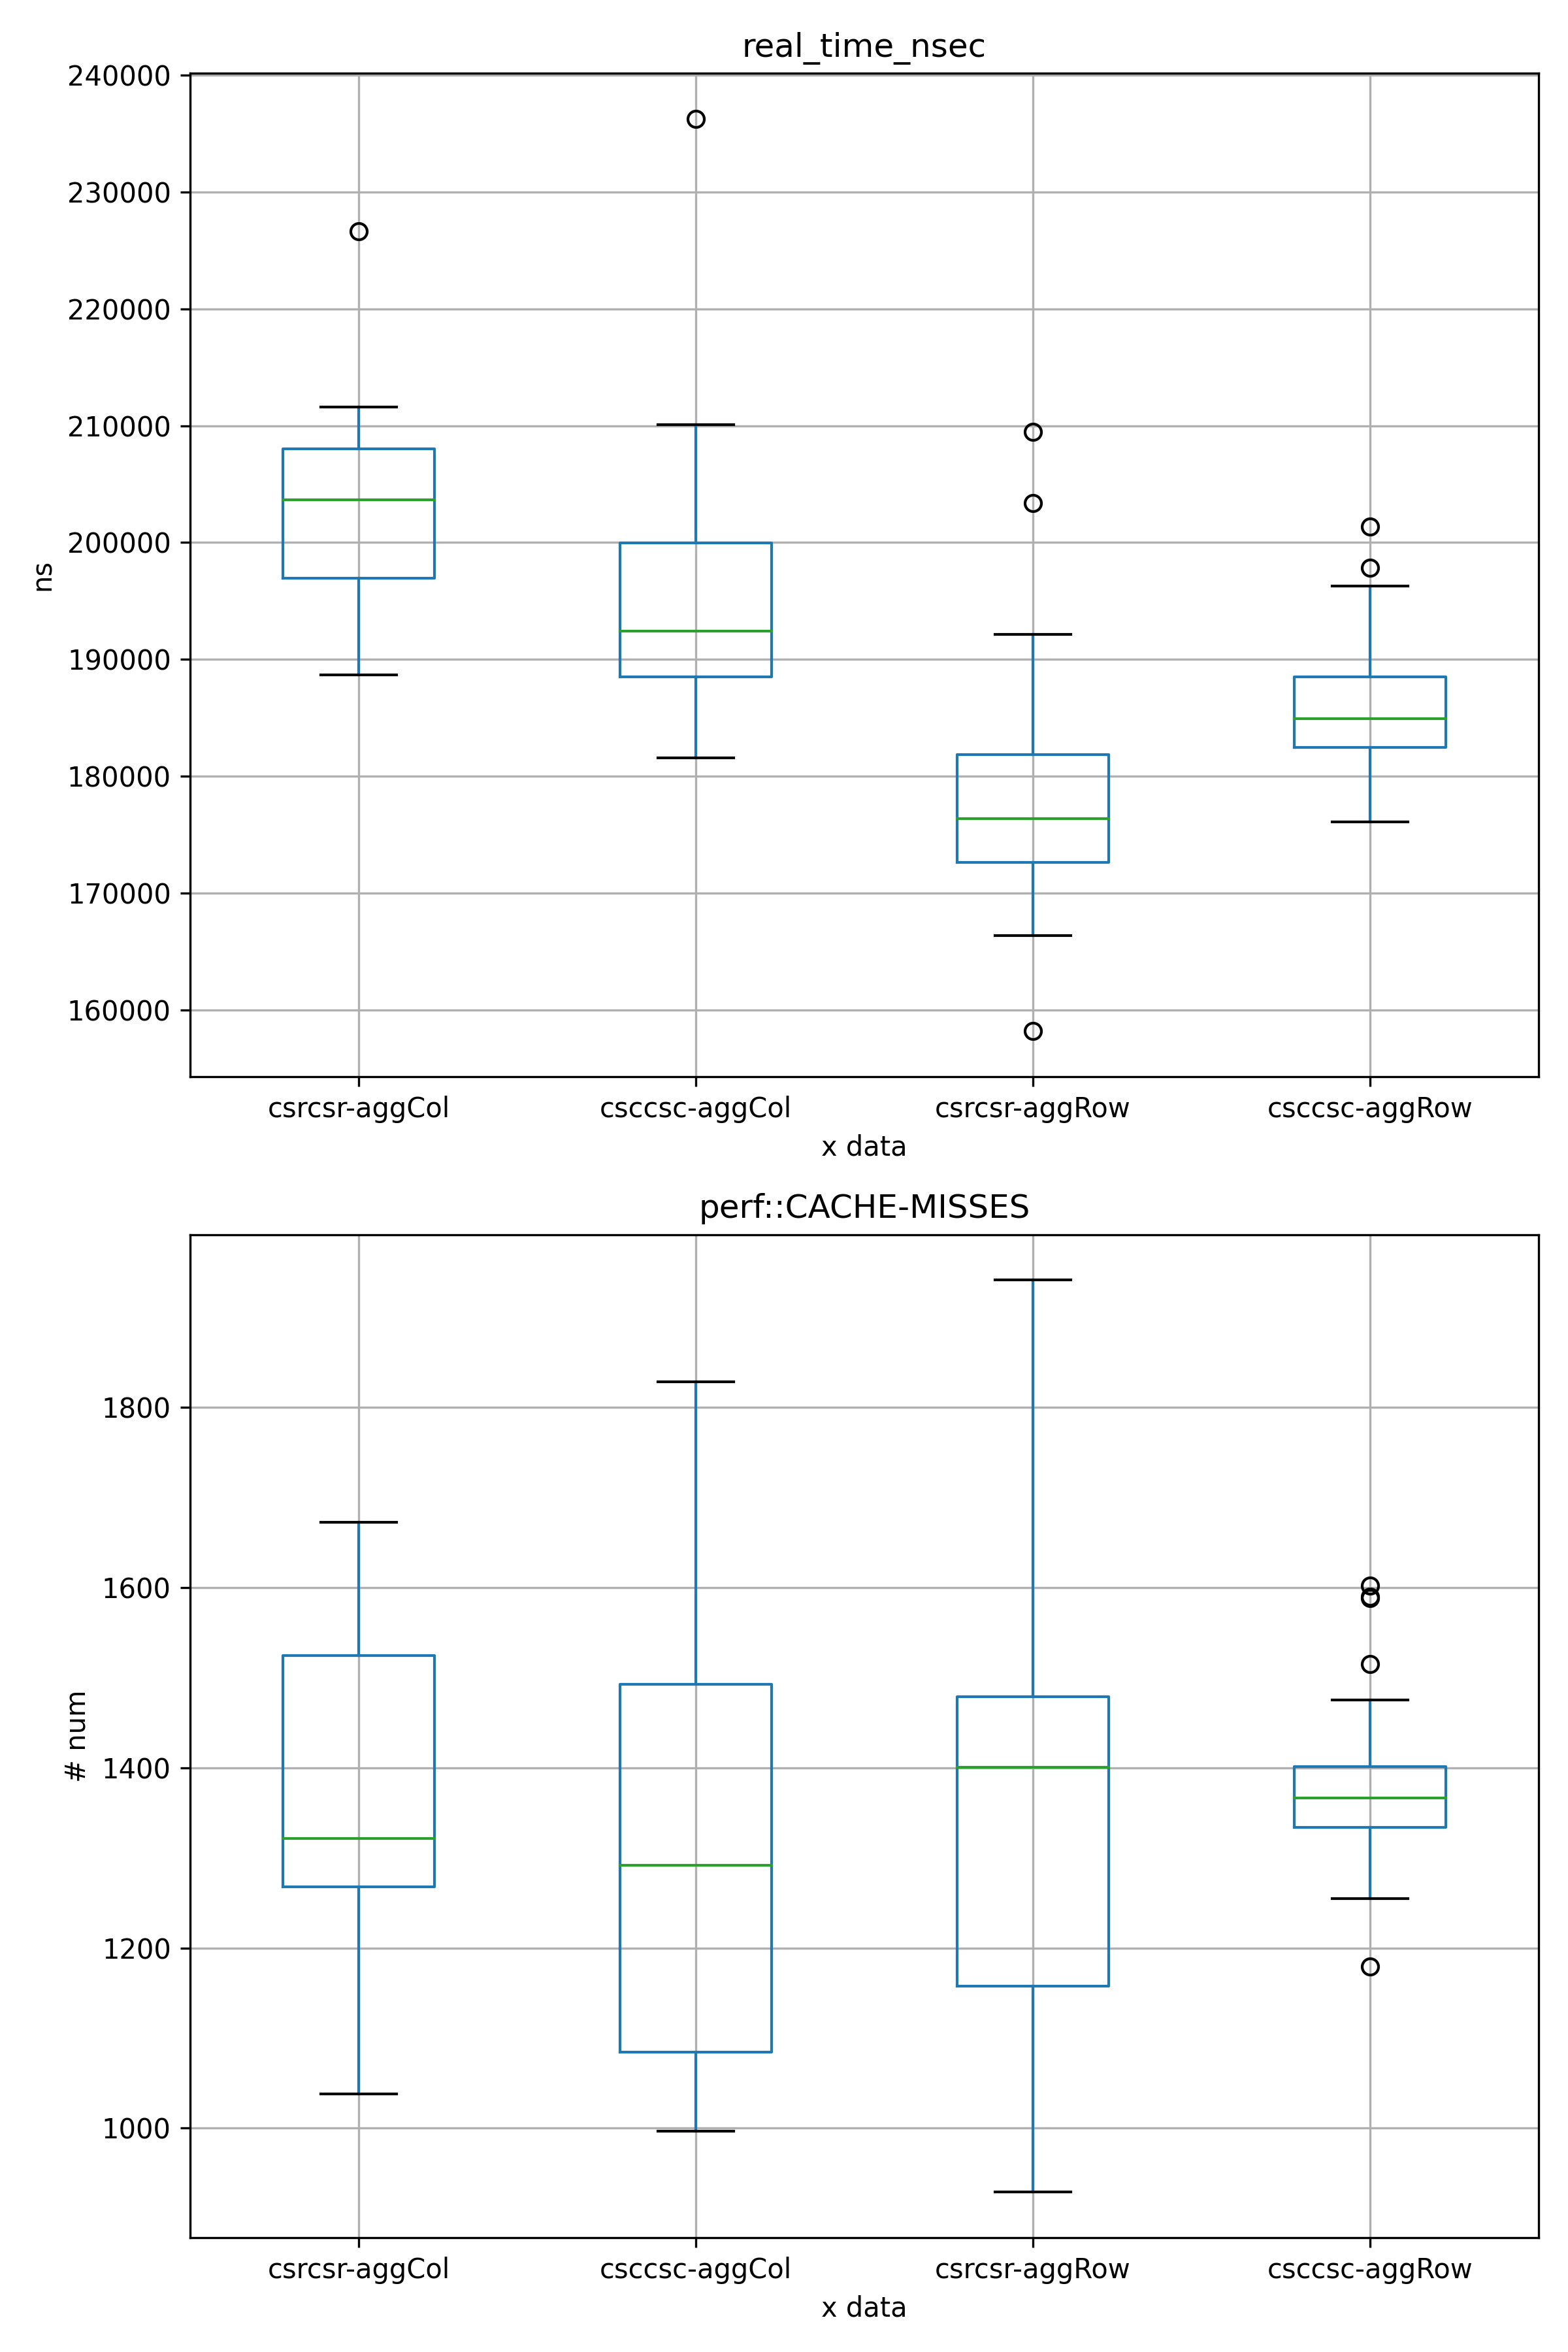 real_time_nsec
240000
230000
220000
210000
200000
190000
180000
170000
160000
ns
csrcsr-aggCol csccsc-aggCol csrcsr-aggRow csccsc-aggRow
x data
perf::CACHE-MISSES
1800
1600
1400
1200
1000
# num
csrcsr-aggCol csccsc-aggCol csrcsr-aggRow csccsc-aggRow
x data